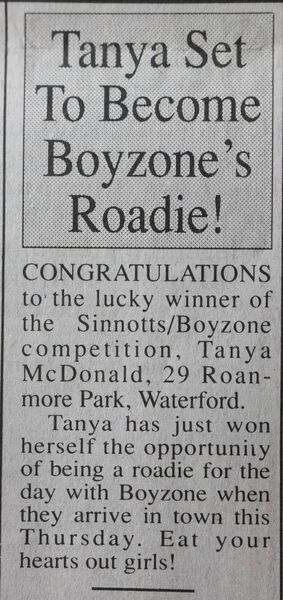 Tanya Set
To Become
Boyzone's
Roadie!
CONGRATULATIONS
to the lucky winner of
the Sinnotts/Boyzone
competition, Tanya
McDonald, 29 Roan-
more Park, Waterford.
Tanya has just won
herself the opportunity
of being a roadie for the
day with Boyzone when
they arrive in town this
Thursday. Eat your
hearts out girls!